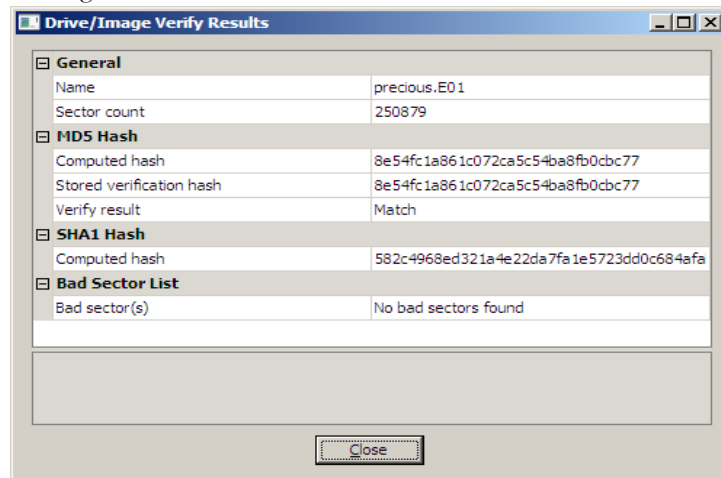 Drive/Image Verify Results
General
Name precious.E01
Sector count 250879
MD5 Hash
Computed hash 8e54fc1a861c072ca5c54ba8fb0cbc77
Stored verification hash 8e54fc1a861c072ca5c54ba8fb0cbc77
Verify result Match
SHA1 Hash
Computed hash 582c4968ed321a4e22da7fa1e5723dd0c684afa
Bad Sector List
Bad sector(s) No bad sectors found
Close